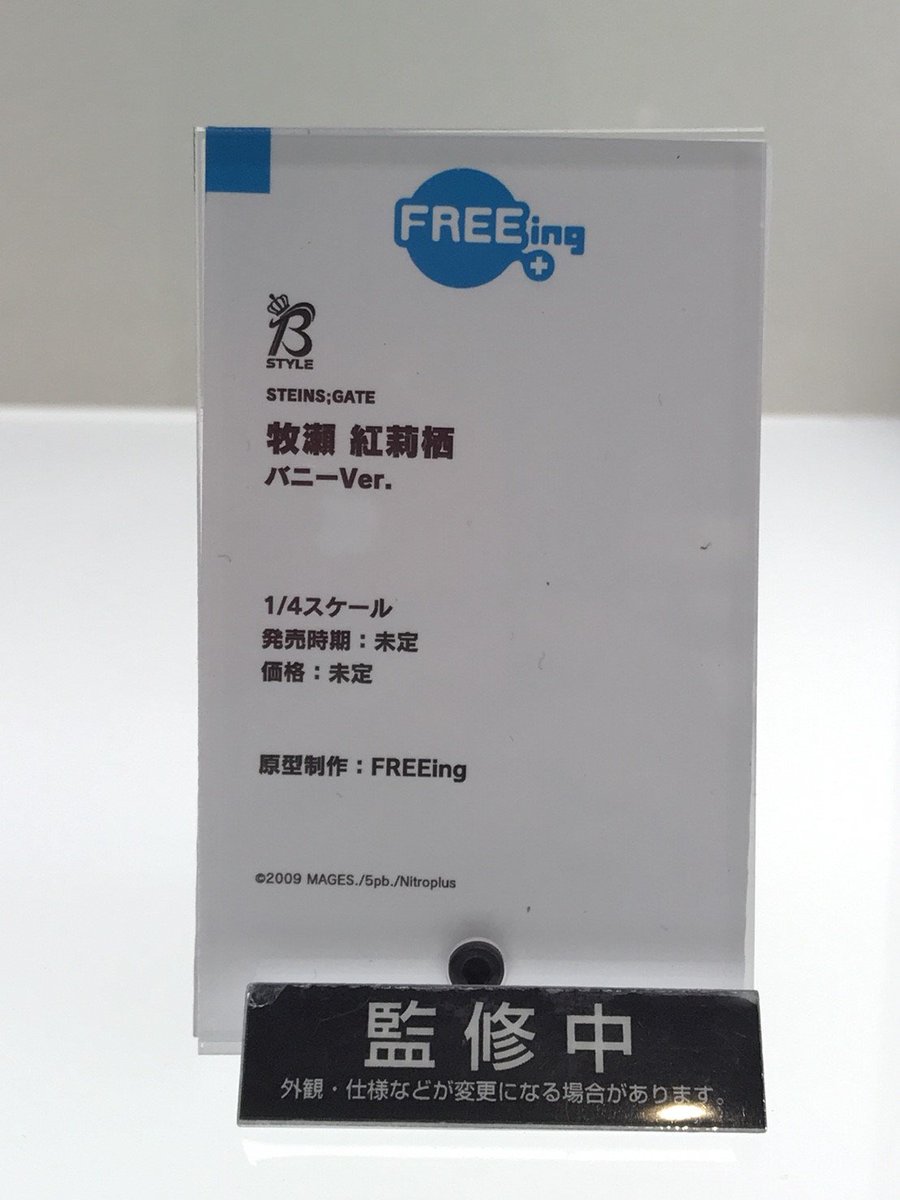 FREEing
B
STYLE
STEINS;GATE
牧瀬 紅莉栖
バニーVer.
1/4スケール
発売時期：未定
価格：未定
原型制作：FREEing
©2009 MAGES./5pb./Nitroplus
監修中
外観・仕様などが変更になる場合があります。